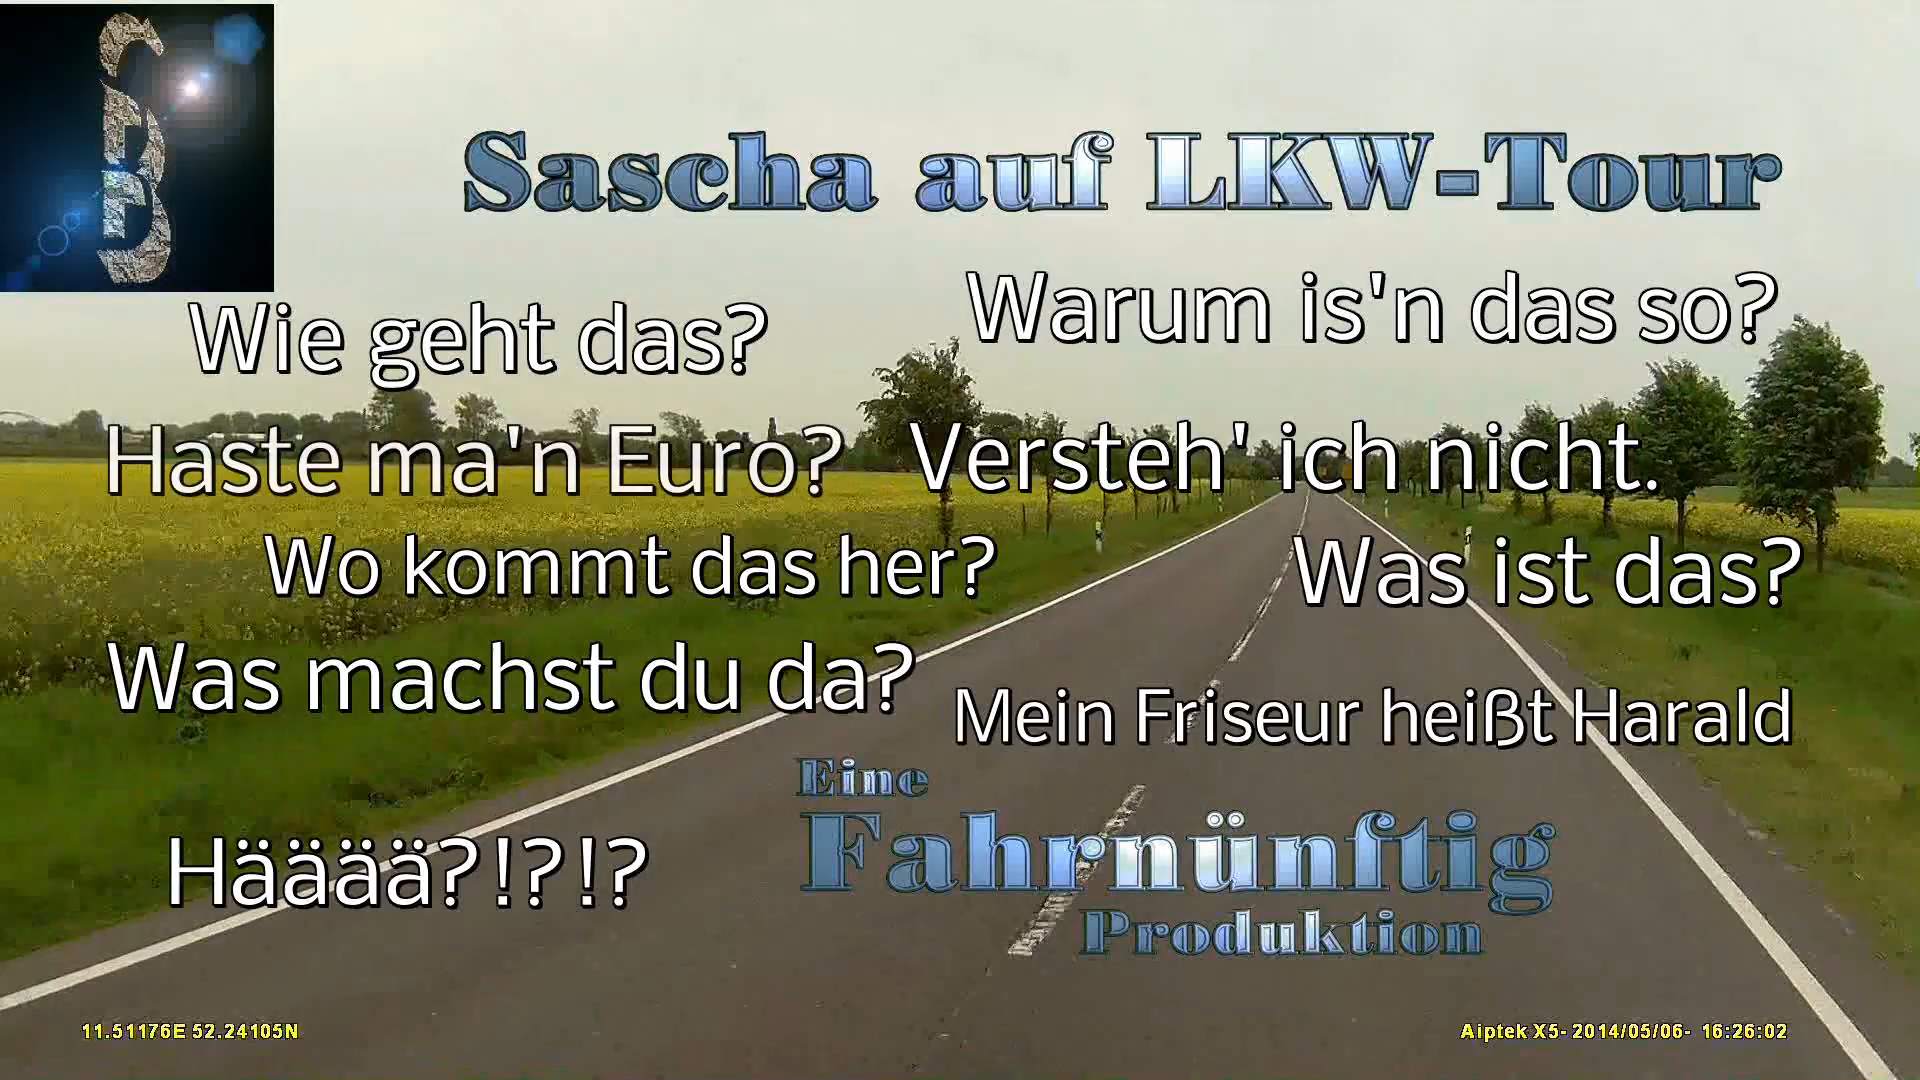 Sascha auf LKW-Tour
Wie geht das?
Warum is'n das so?
Haste ma'n Euro?
Versteh' ich nicht.
Wo kommt das her?
Was ist das?
Was machst du da?
Mein Friseur heißt Harald
Eine
Fahrnünftig
Produktion
Hääää?!?!?
11.51176E 52.24105N
Aiptek X5- 2014/05/06- 16:26:02